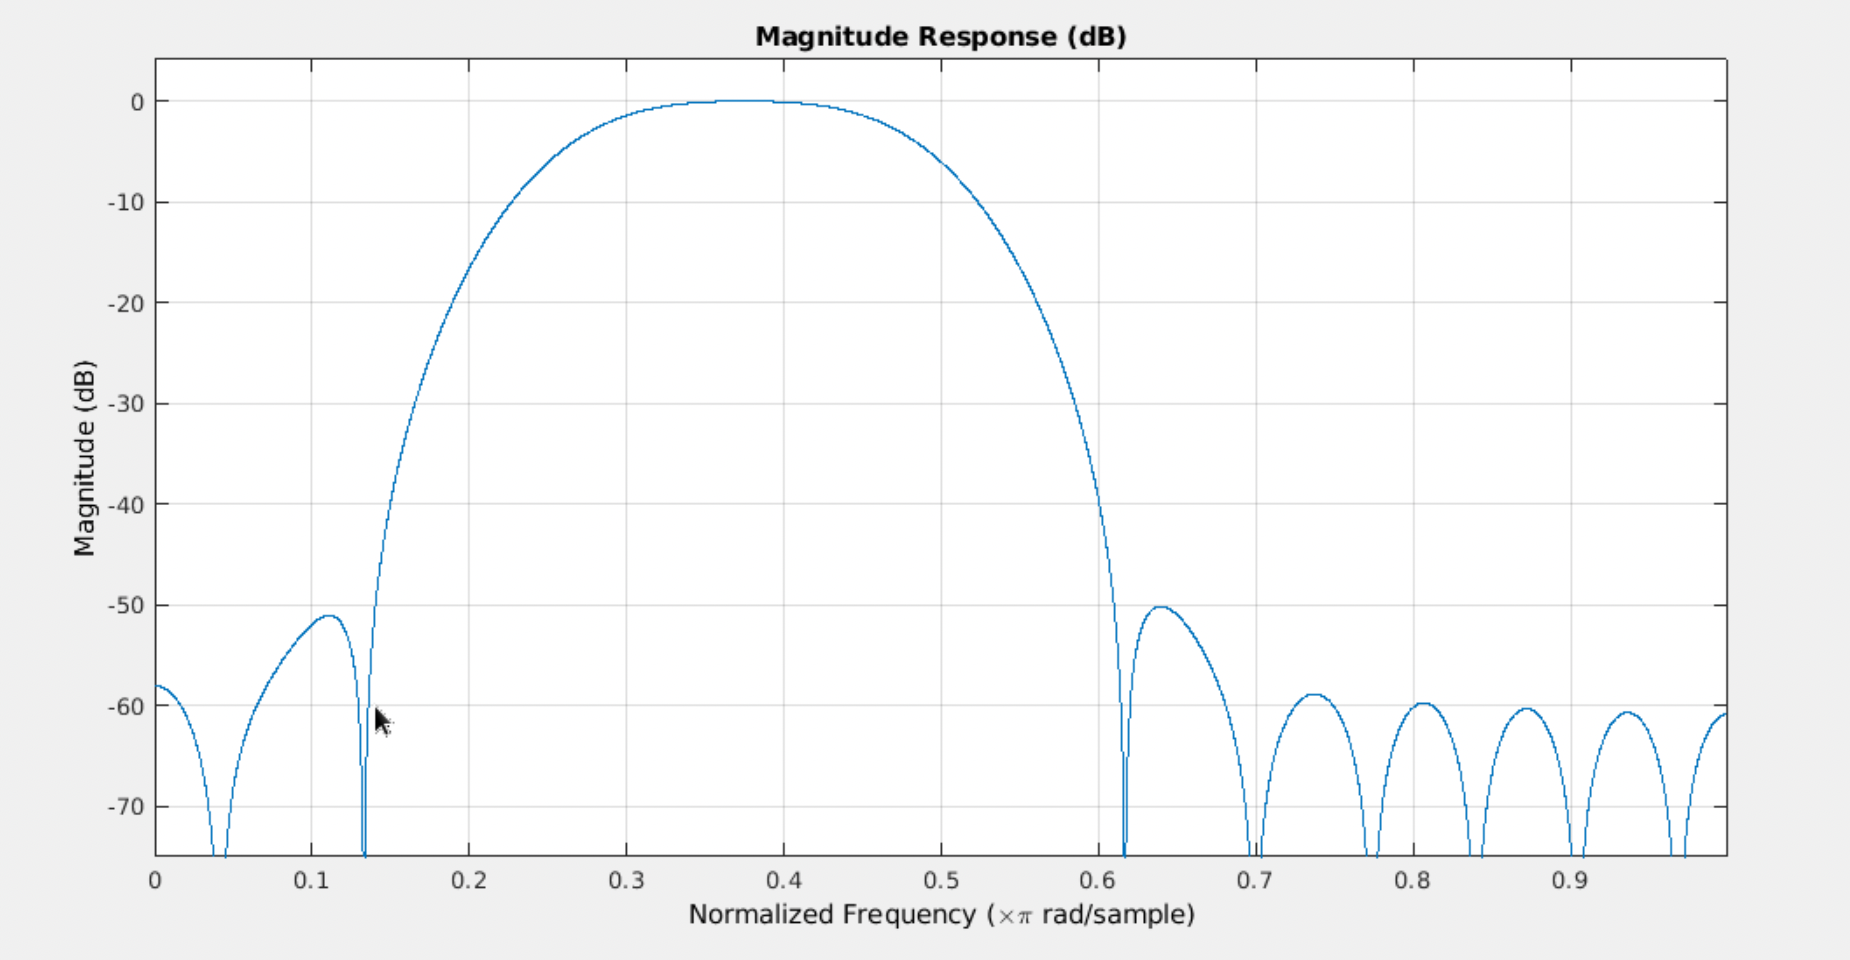 Magnitude Response (dB)
0
-10
-20
-30
-40
-50
-60
-70
Magnitude (dB)
0 0.1 0.2 0.3 0.4 0.5 0.6 0.7 0.8 0.9
Normalized Frequency (×π rad/sample)